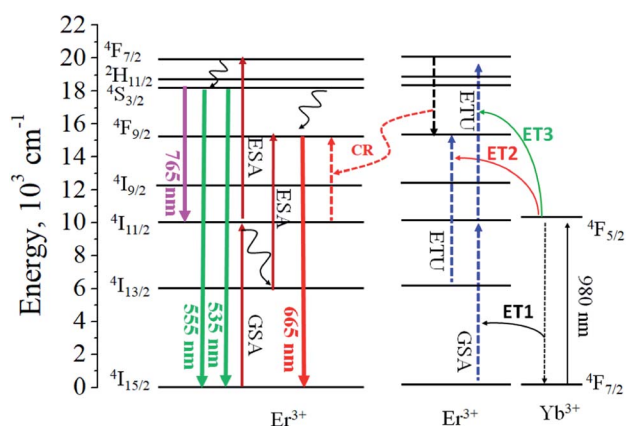 Energy, 10³ cm⁻¹
22
20
18
16
14
12
10
8
6
4
2
0
⁴F₇/₂
²H₁₁/₂
⁴S₃/₂
⁴F₉/₂
⁴I₉/₂
⁴I₁₁/₂
⁴I₁₃/₂
⁴I₁₅/₂
765 nm
555 nm
535 nm
ESA
GSA
ESA
665 nm
CR
ETU
ETU
GSA
ET3
ET2
ET1
⁴F₅/₂
980 nm
⁴F₇/₂
Er³⁺
Er³⁺
Yb³⁺